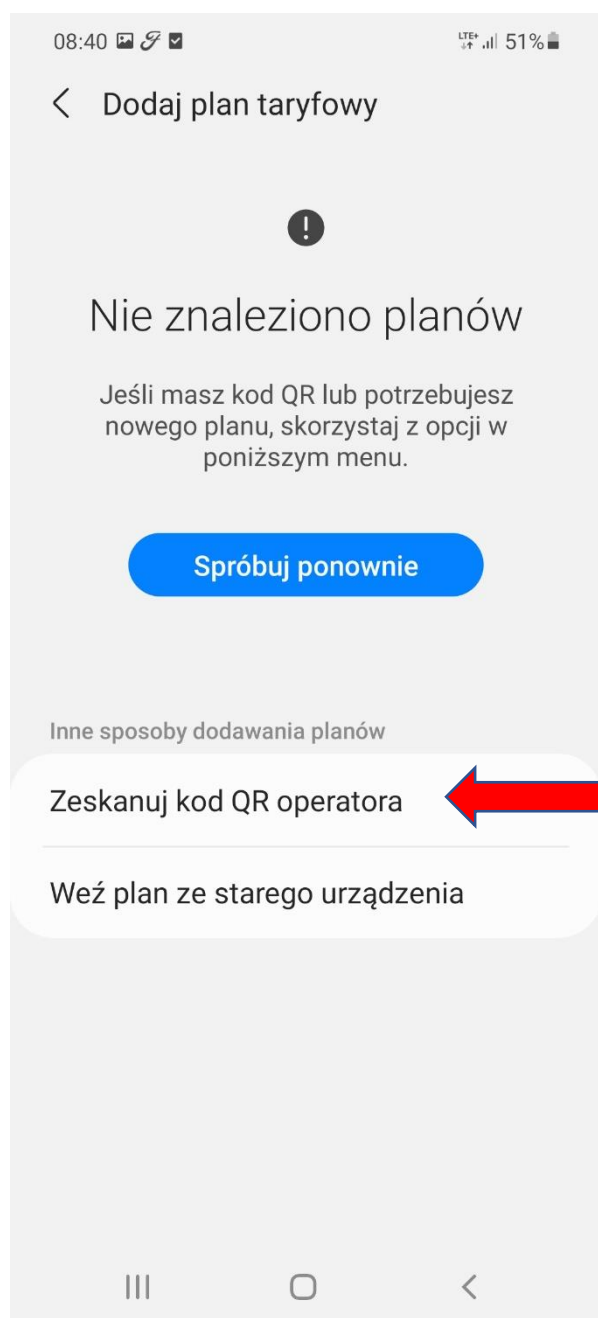 08:40 LTE+ 51%
Dodaj plan taryfowy
Nie znaleziono planów
Jeśli masz kod QR lub potrzebujesz
nowego planu, skorzystaj z opcji w
poniższym menu.
Spróbuj ponownie
Inne sposoby dodawania planów
Zeskanuj kod QR operatora
Weź plan ze starego urządzenia